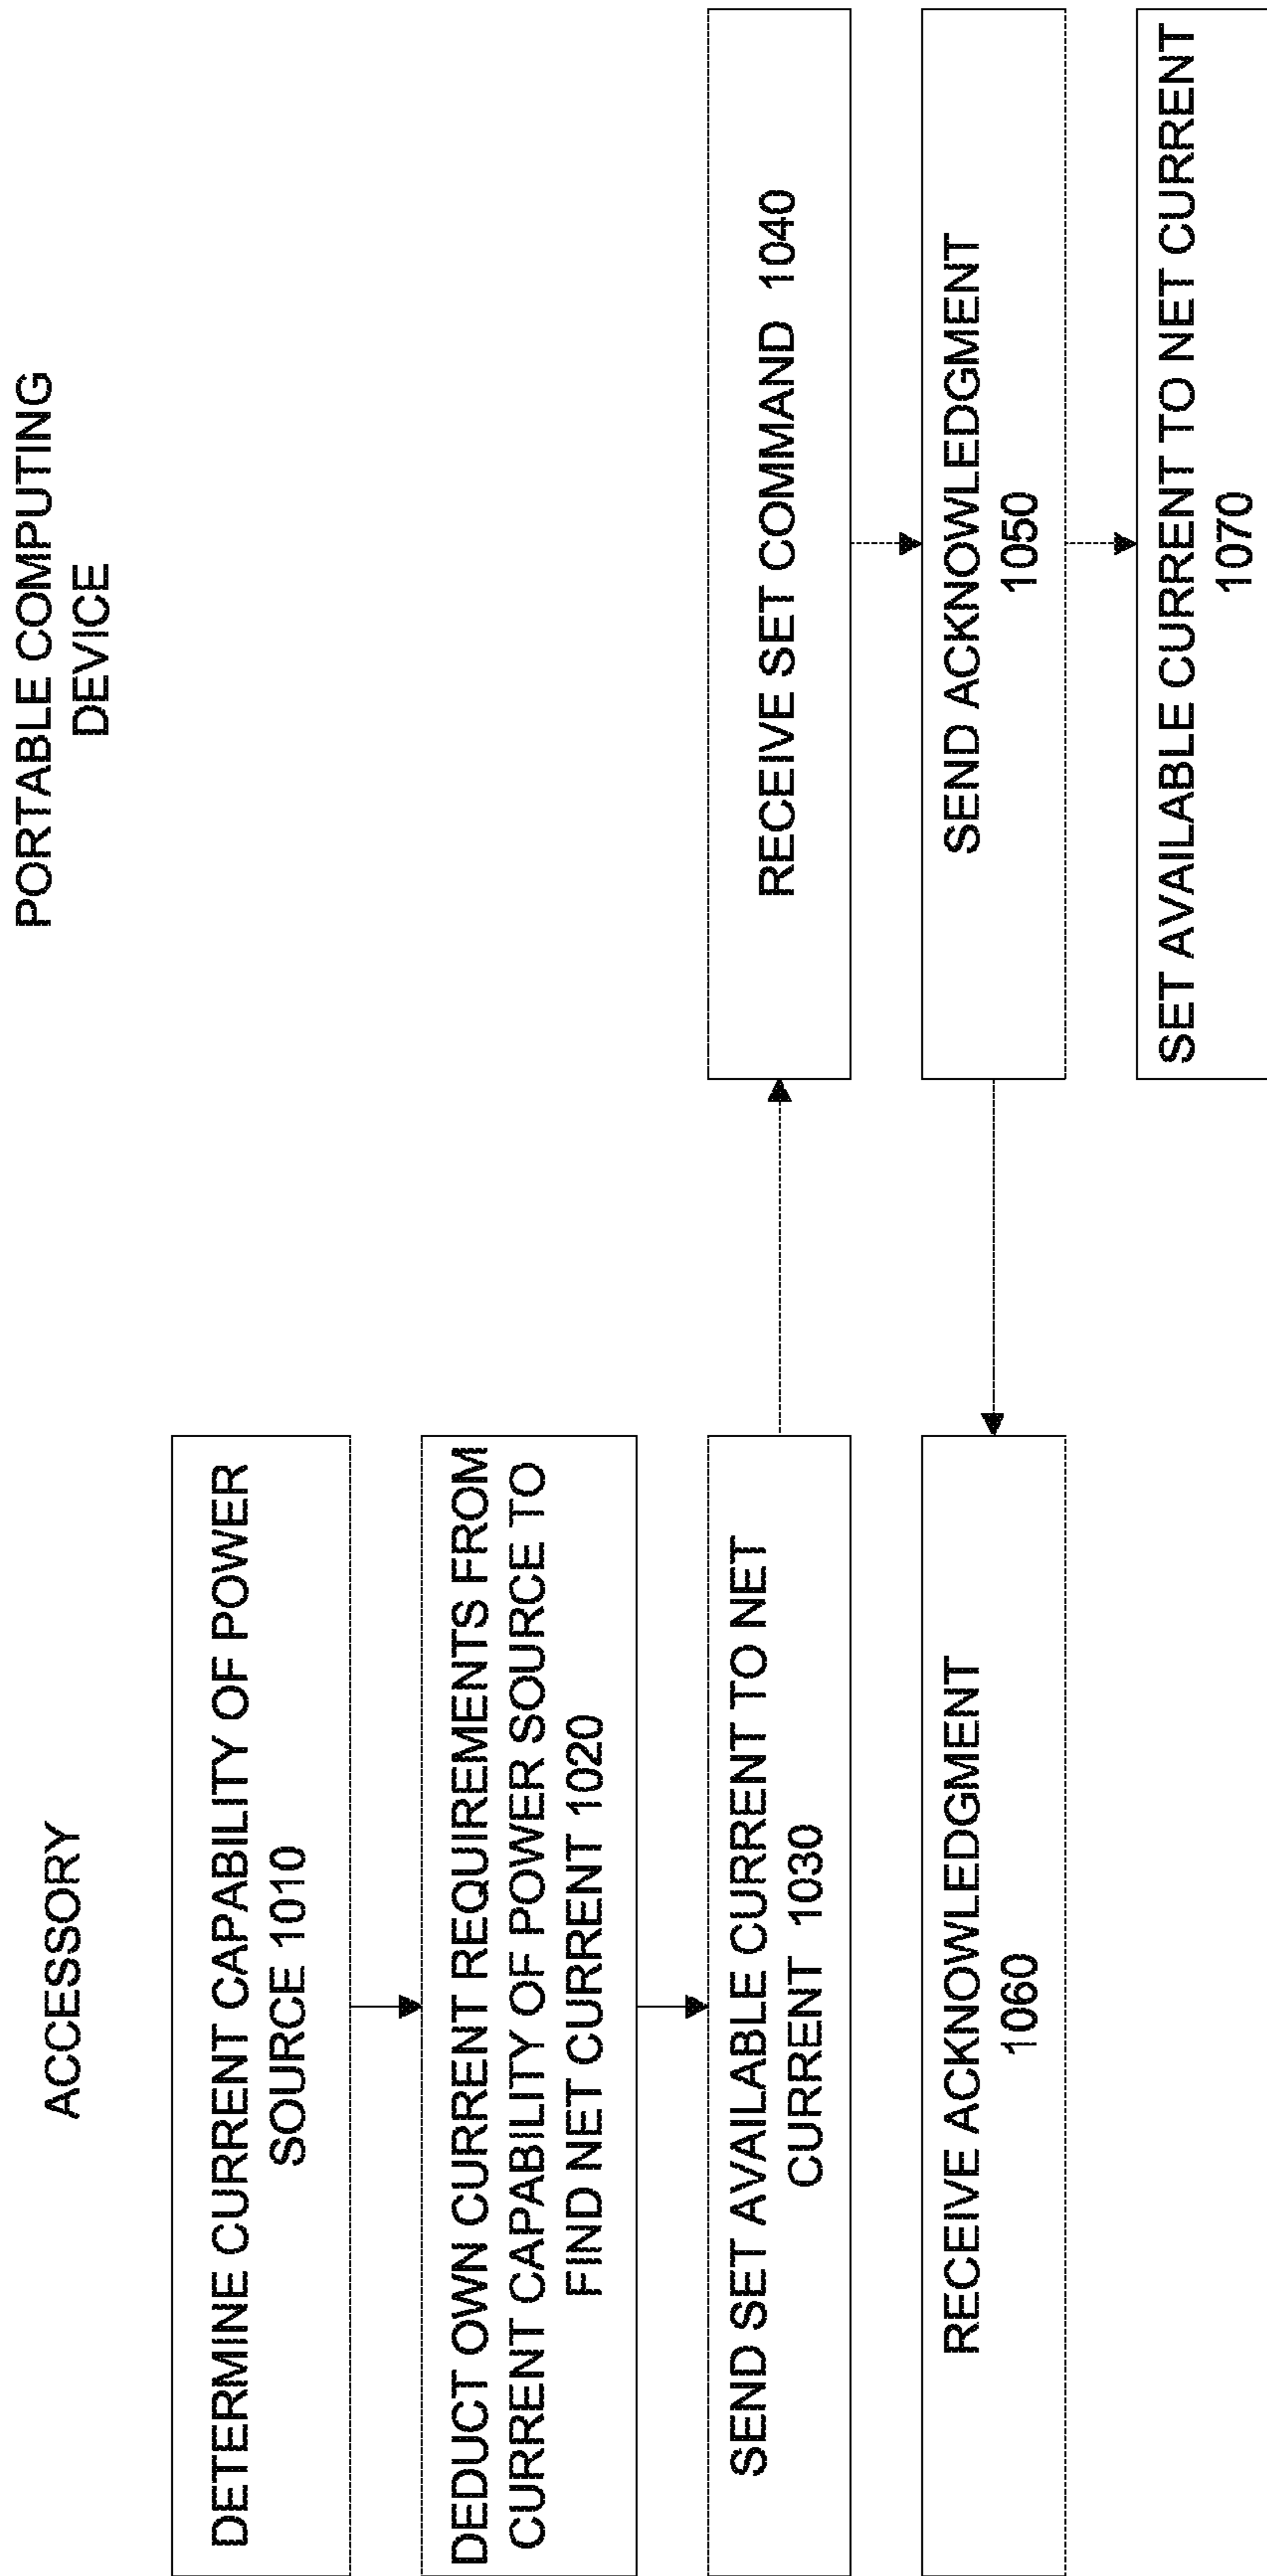 ACCESSORY
PORTABLE COMPUTING
DEVICE
DETERMINE CURRENT CAPABILITY OF POWER
SOURCE 1010
DEDUCT OWN CURRENT REQUIREMENTS FROM
CURRENT CAPABILITY OF POWER SOURCE TO
FIND NET CURRENT 1020
SEND SET AVAILABLE CURRENT TO NET
CURRENT 1030
RECEIVE SET COMMAND 1040
SEND ACKNOWLEDGMENT
1050
RECEIVE ACKNOWLEDGMENT
1060
SET AVAILABLE CURRENT TO NET CURRENT
1070